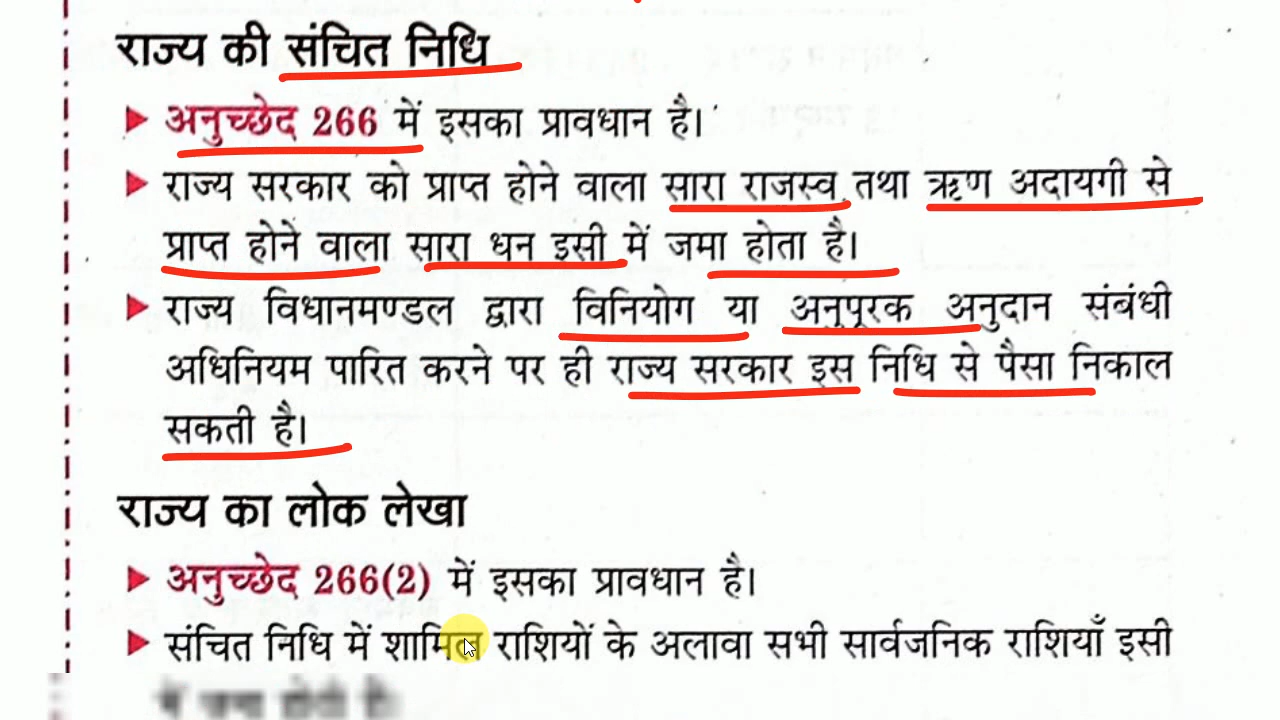 राज्य की संचित निधि
अनुच्छेद 266 में इसका प्रावधान है।
राज्य सरकार को प्राप्त होने वाला सारा राजस्व तथा ऋण अदायगी से
प्राप्त होने वाला सारा धन इसी में जमा होता है।
राज्य विधानमण्डल द्वारा विनियोग या अनुपूरक अनुदान संबंधी
अधिनियम पारित करने पर ही राज्य सरकार इस निधि से पैसा निकाल
सकती है।
राज्य का लोक लेखा
अनुच्छेद 266(2) में इसका प्रावधान है।
संचित निधि में शामिल राशियों के अलावा सभी सार्वजनिक राशियाँ इसी